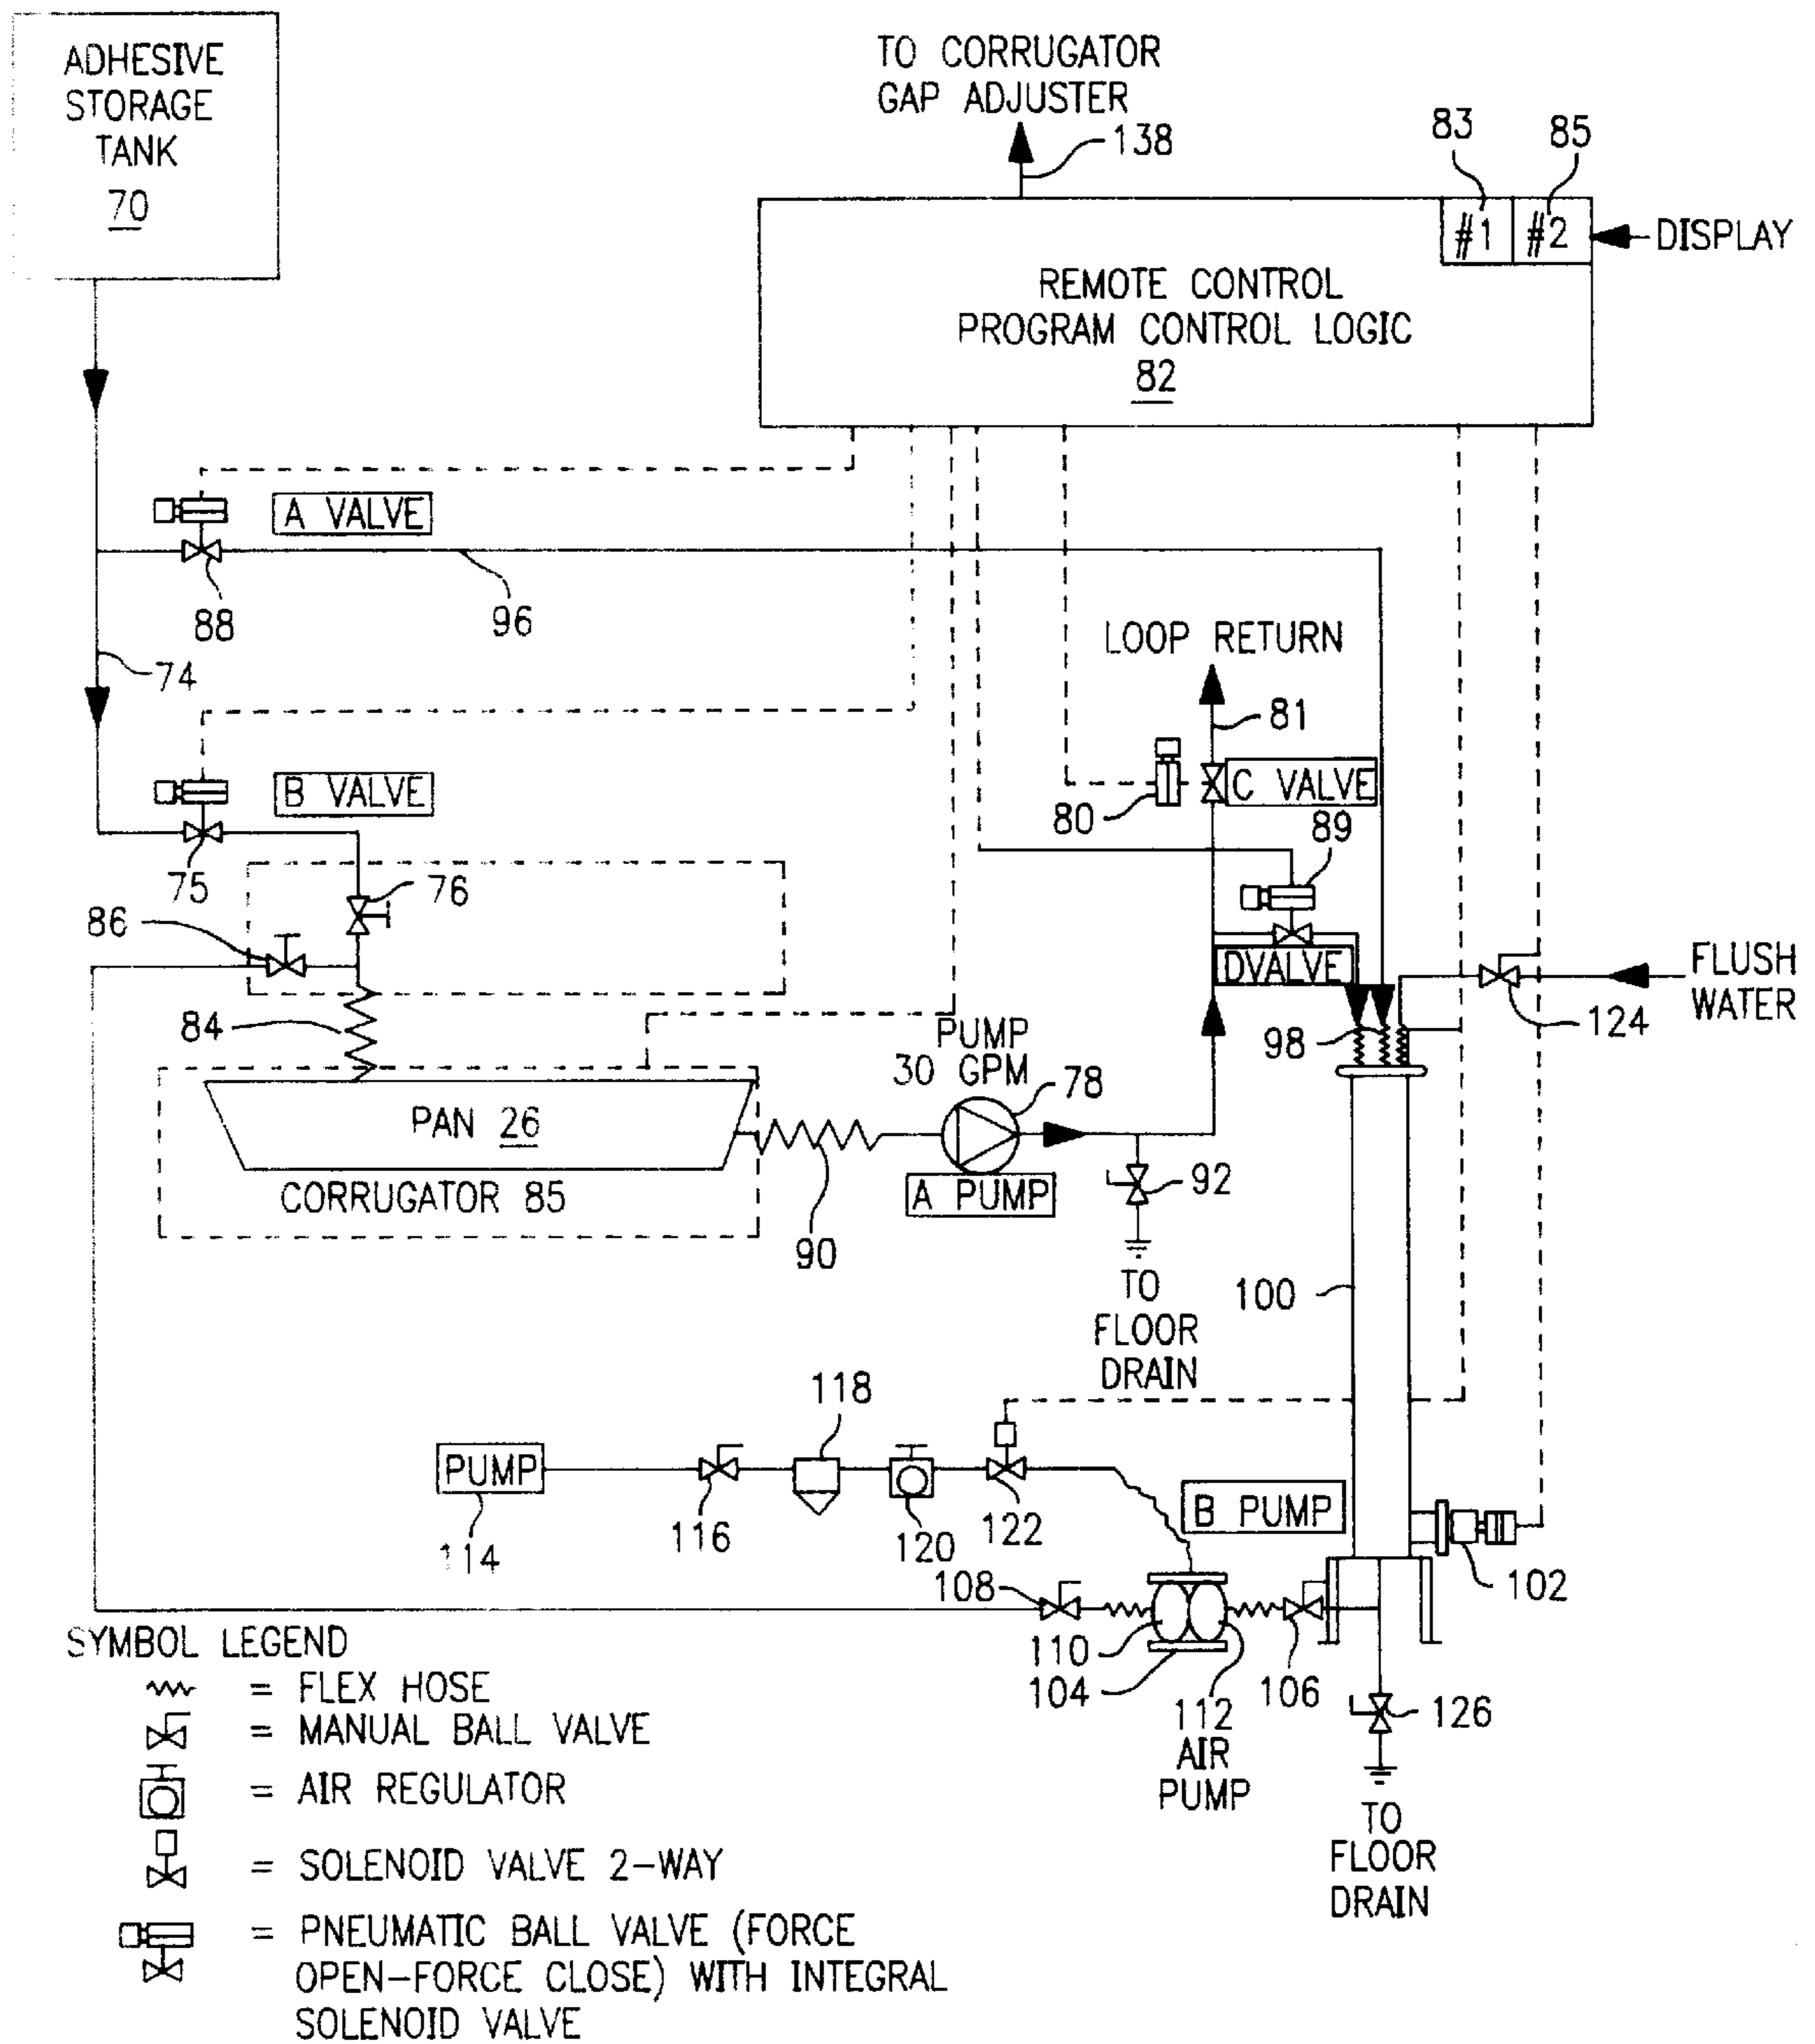 ADHESIVE
STORAGE
TANK
70
TO CORRUGATOR
GAP ADJUSTER
138
83
85
#1
#2
DISPLAY
REMOTE CONTROL
PROGRAM CONTROL LOGIC
82
A VALVE
88
96
74
LOOP RETURN
81
B VALVE
80
C VALVE
89
75
76
86
DVALVE
FLUSH
WATER
84
98
124
PUMP
30 GPM
78
PAN 26
A PUMP
92
CORRUGATOR 85
90
TO
FLOOR
DRAIN
100
118
PUMP
B PUMP
114
116
120
122
102
108
110
104
112
AIR
PUMP
106
126
TO
FLOOR
DRAIN
SYMBOL LEGEND
= FLEX HOSE
= MANUAL BALL VALVE
= AIR REGULATOR
= SOLENOID VALVE 2-WAY
= PNEUMATIC BALL VALVE (FORCE
OPEN-FORCE CLOSE) WITH INTEGRAL
SOLENOID VALVE